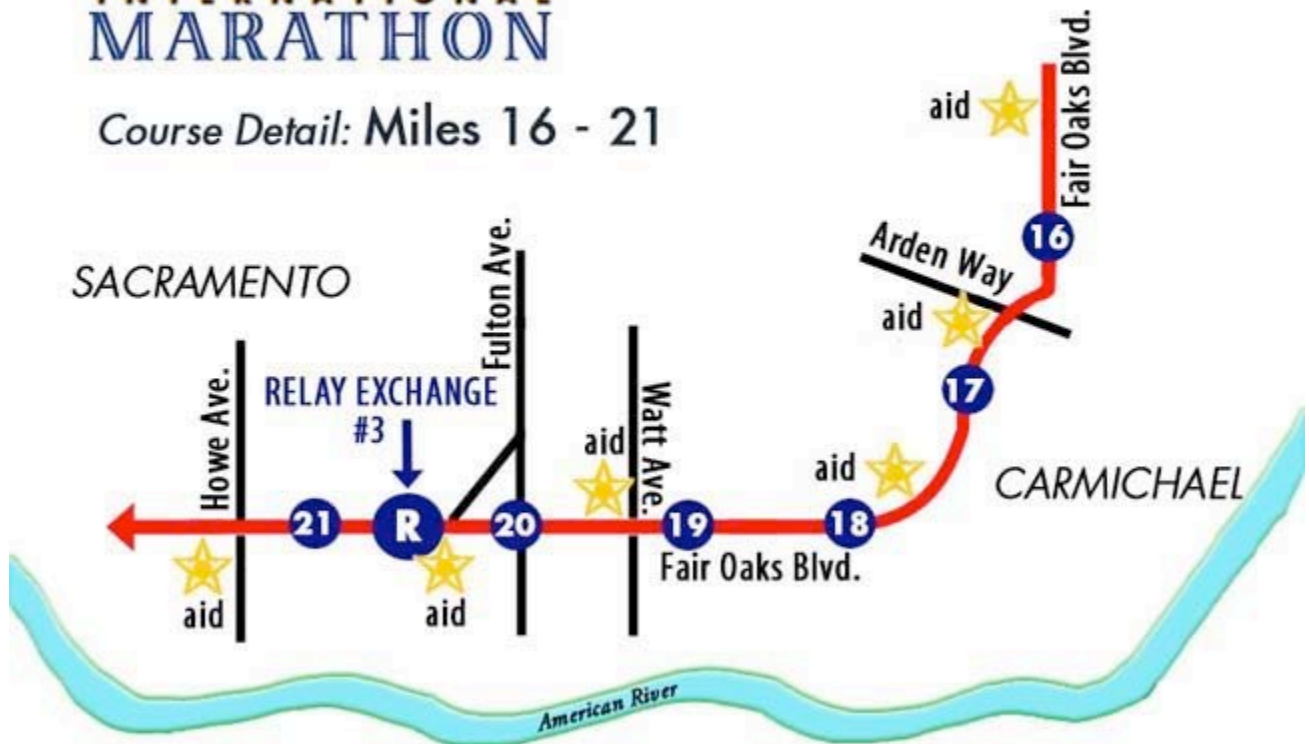 INTERNATIONAL
MARATHON
Course Detail: Miles 16 - 21
aid
Fair Oaks Blvd.
16
Arden Way
aid
17
SACRAMENTO
Fulton Ave.
Howe Ave.
RELAY EXCHANGE
#3
Watt Ave.
aid
aid
CARMICHAEL
21
R
20
19
18
Fair Oaks Blvd.
aid
aid
American River